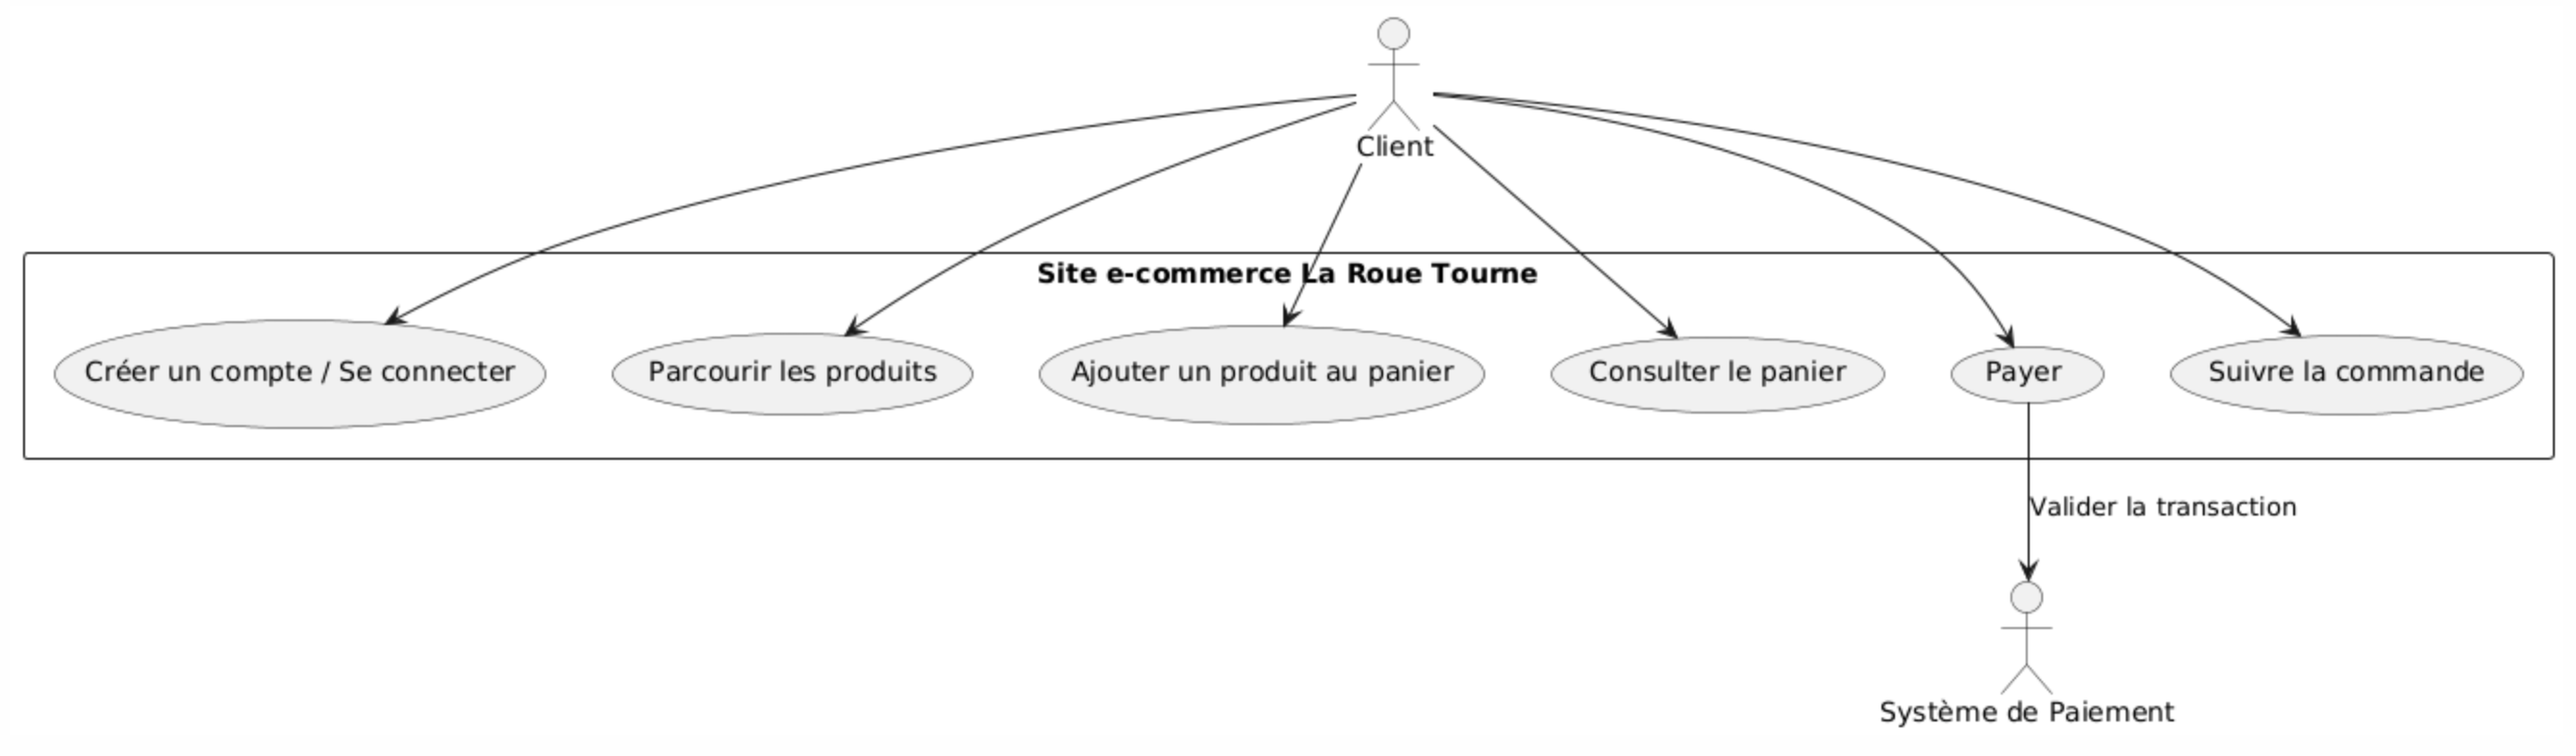 Client
Site e-commerce La Roue Tourne
Créer un compte / Se connecter
Parcourir les produits
Ajouter un produit au panier
Consulter le panier
Payer
Suivre la commande
Valider la transaction
Système de Paiement